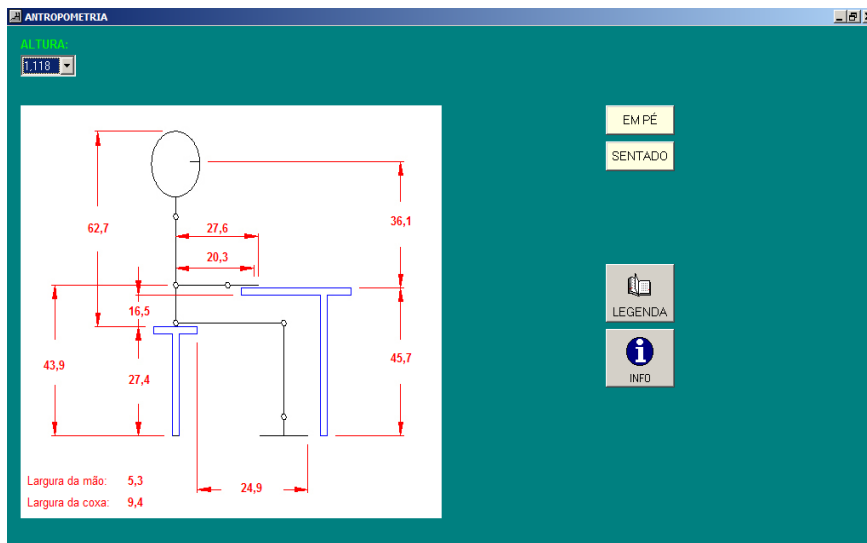 ANTROPOMETRIA
ALTURA:
1,118
EM PÉ
SENTADO
62,7
27,6
36,1
20,3
16,5
LEGENDA
43,9
27,4
45,7
INFO
Largura da mão: 5,3
24,9
Largura da coxa: 9,4